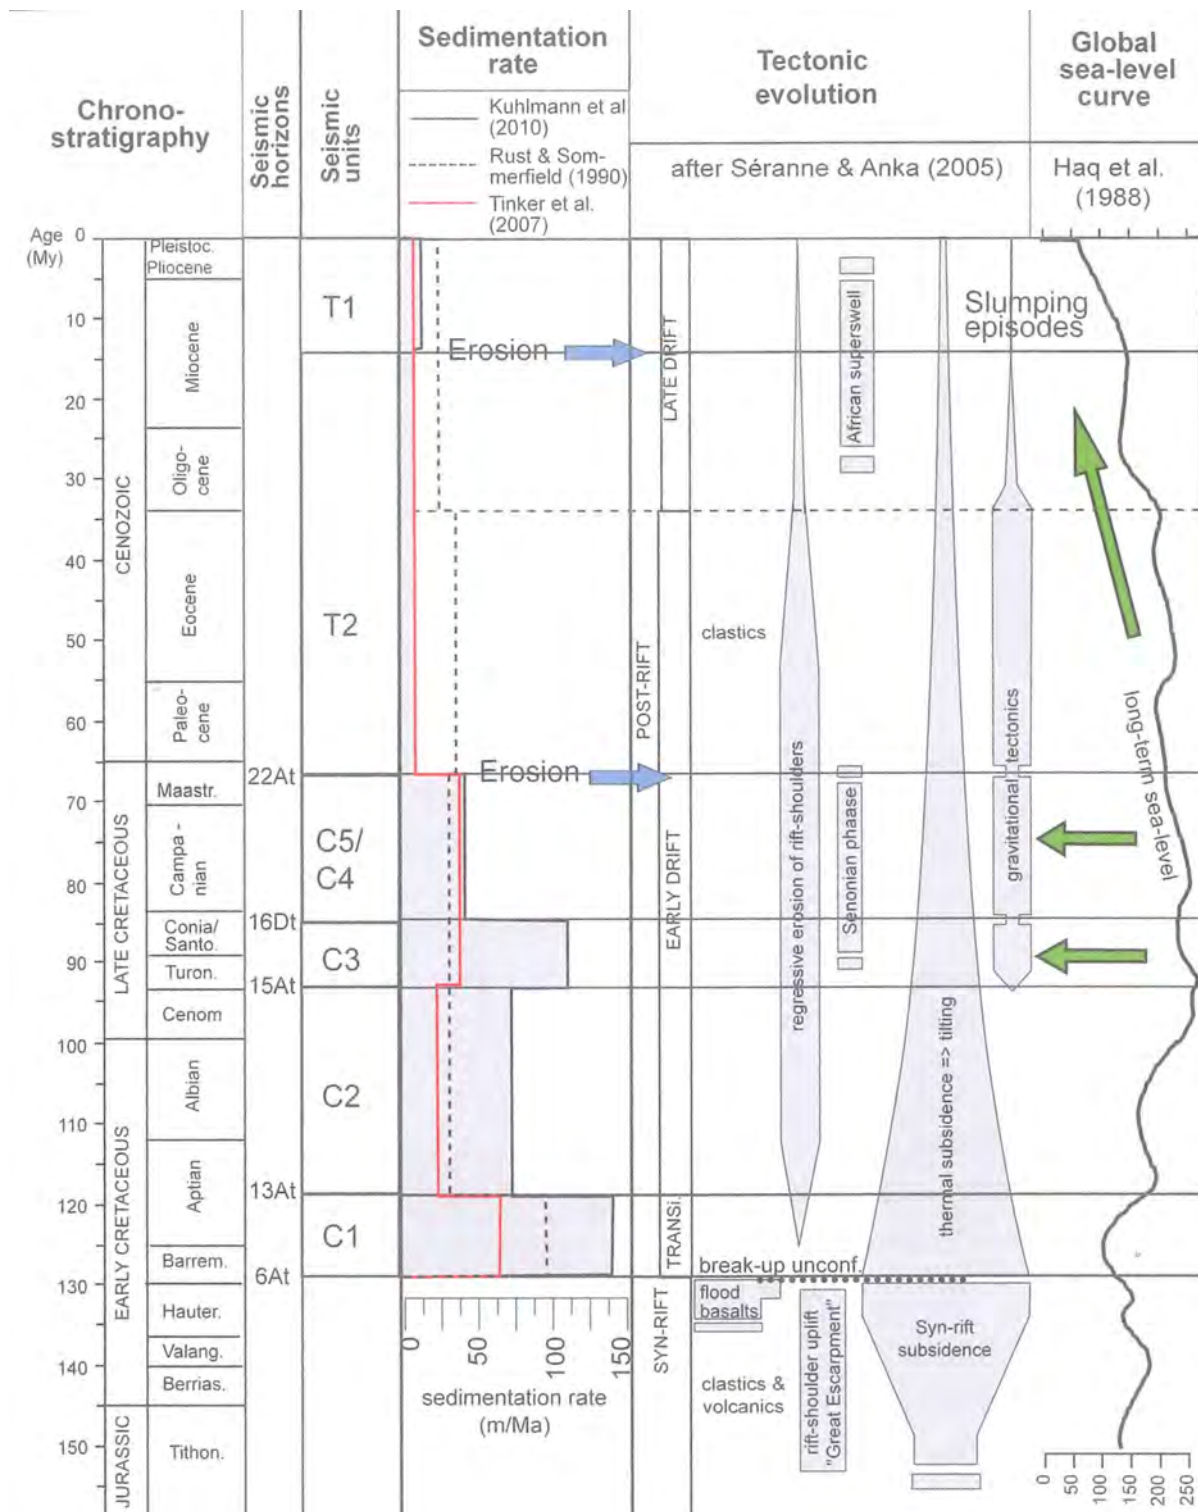 Chrono-
stratigraphy
Seismic
horizons
Seismic
units
Sedimentation
rate
Kuhlmann et al
(2010)
Rust & Som-
merfield (1990)
Tinker et al.
(2007)
Tectonic
evolution
after Séranne & Anka (2005)
Global
sea-level
curve
Haq et al.
(1988)
Age
(My)
0
10
20
30
40
50
60
70
80
90
100
110
120
130
140
150
CENOZOIC
LATE CRETACEOUS
EARLY CRETACEOUS
JURASSIC
Pleistoc.
Pliocene
Miocene
Oligo-
cene
Eocene
Paleo-
cene
Maastr.
Campa -
nian
Conia/
Santo.
Turon.
Cenom
Albian
Aptian
Barrem.
Hauter.
Valang.
Berrias.
Tithon.
22At
16Dt
15At
13At
6At
T1
T2
C5/
C4
C3
C2
C1
Erosion
Erosion
0
50
100
150
sedimentation rate
(m/Ma)
LATE DRIFT
POST-RIFT
EARLY DRIFT
TRANSi.
SYN-RIFT
clastics
regressive erosion of rift-shoulders
African superswell
Senonian phaase
thermal subsidence => tilting
Slumping
episodes
gravitational tectonics
break-up unconf.
flood
basalts
clastics &
volcanics
rift-shoulder uplift
"Great Escarpment"
Syn-rift
subsidence
long-term sea-level
0
50
100
150
200
250